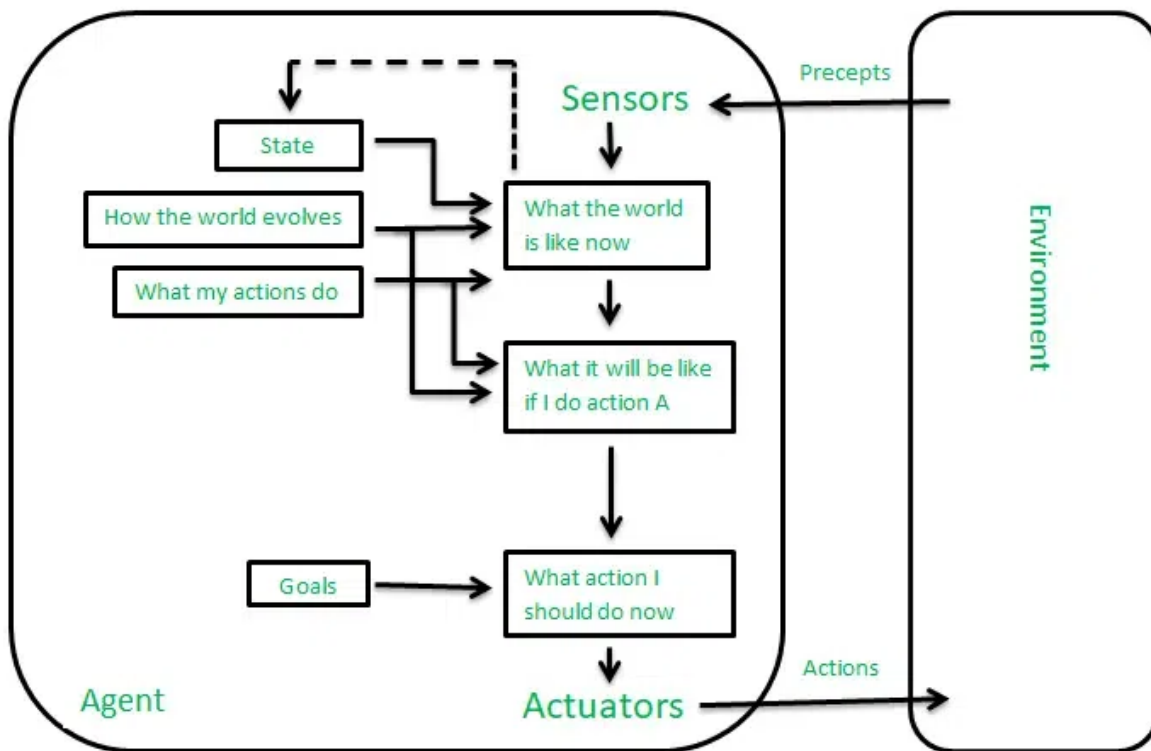 Precepts
Sensors
State
How the world evolves
What the world
is like now
What my actions do
Environment
What it will be like
if I do action A
Goals
What action I
should do now
Actions
Agent
Actuators